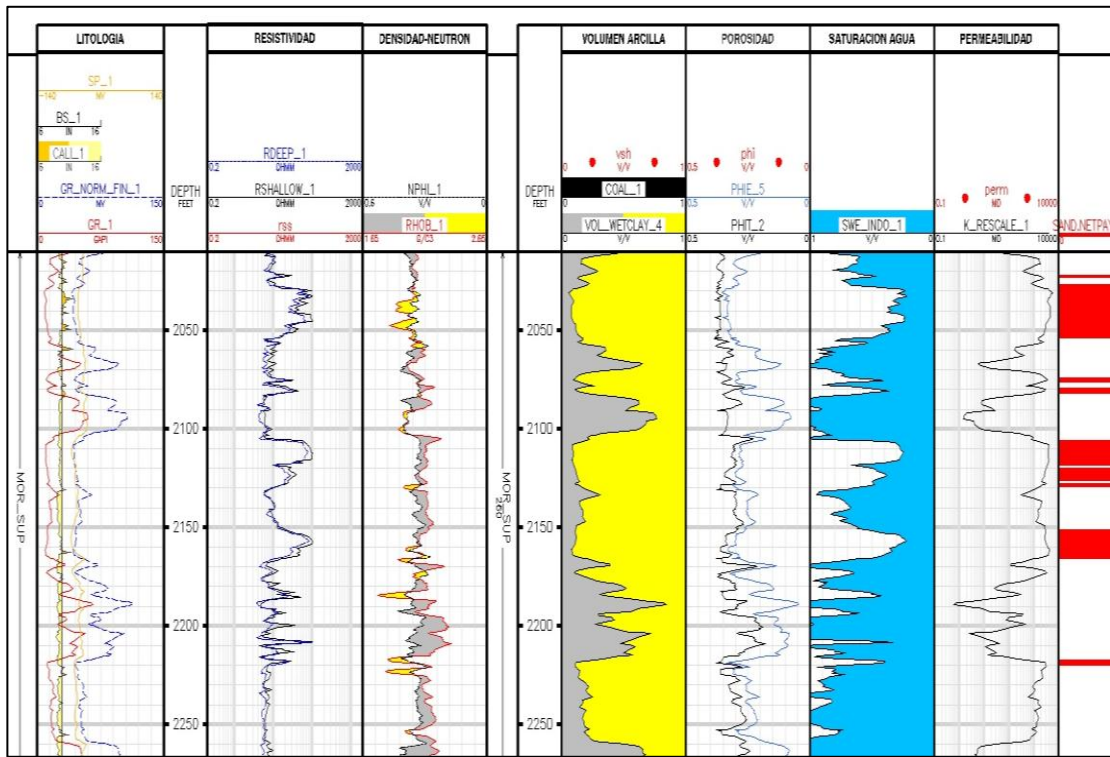 LITOLOGIA RESISTIVIDAD DENSIDAD-NEUTRON VOLUMEN ARCILLA POROSIDAD SATURACION AGUA PERMEABILIDAD
SP_1
-140 MV 140
BS_1
6 IN 16
CALI_1
6 IN 16
GR_NORM_FIN_1
0 MV 150
GR_1
0 GAPI 150
DEPTH
FEET
RDEEP_1
0.2 OHMM 2000
RSHALLOW_1
0.2 OHMM 2000
rss
0.2 OHMM 2000
NPHI_1
0.6 V/V 0
RHOB_1
1.65 G/C3 2.65
DEPTH
FEET
vsh
0 V/V 1
COAL_1
VOL_WETCLAY_4
0 V/V 1
phi
0.5 V/V 0
PHIE_5
0.5 V/V 0
PHIT_2
0.5 V/V 0
SWE_INDO_1
1 V/V 0
perm
0.1 MD 10000
K_RESCALE_1
0.1 MD 10000
SAND.NETPAY
0
MOR_SUP
2050
2100
2150
2200
2250
MOR_SUP
260
2050
2100
2150
2200
2250